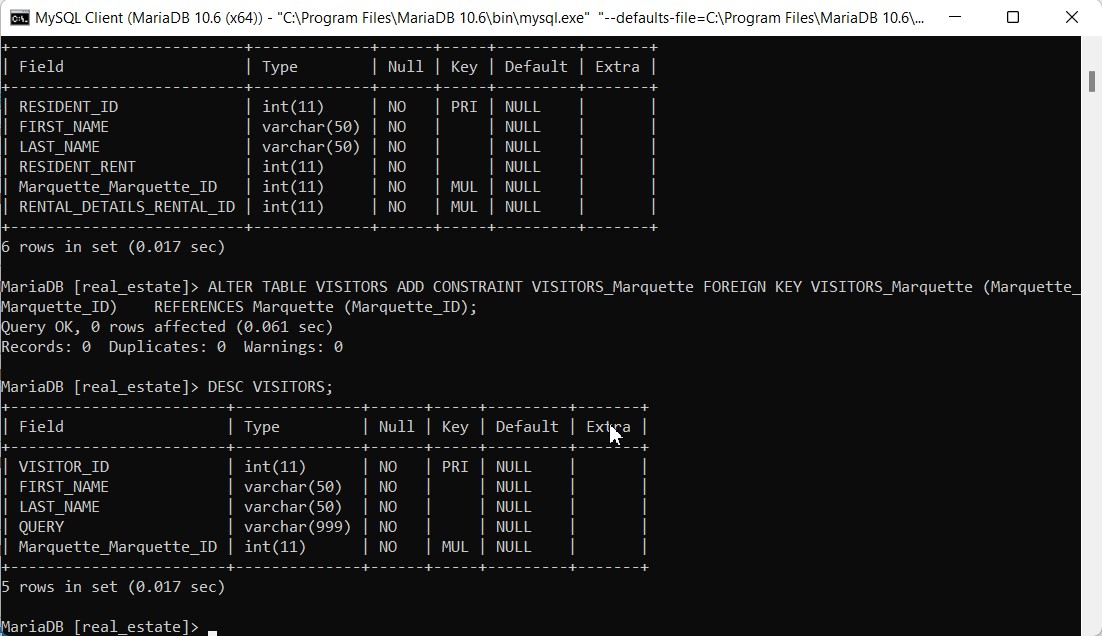 MySQL Client (MariaDB 10.6 (x64)) - "C:\Program Files\MariaDB 10.6\bin\mysql.exe"  "--defaults-file=C:\Program Files\MariaDB 10.6\...
+--------------------------+-------------+------+-----+---------+-------+
| Field                    | Type        | Null | Key | Default | Extra |
+--------------------------+-------------+------+-----+---------+-------+
| RESIDENT_ID              | int(11)     | NO   | PRI | NULL    |       |
| FIRST_NAME               | varchar(50) | NO   |     | NULL    |       |
| LAST_NAME                | varchar(50) | NO   |     | NULL    |       |
| RESIDENT_RENT            | int(11)     | NO   |     | NULL    |       |
| Marquette_Marquette_ID   | int(11)     | NO   | MUL | NULL    |       |
| RENTAL_DETAILS_RENTAL_ID | int(11)     | NO   | MUL | NULL    |       |
+--------------------------+-------------+------+-----+---------+-------+
6 rows in set (0.017 sec)
MariaDB [real_estate]> ALTER TABLE VISITORS ADD CONSTRAINT VISITORS_Marquette FOREIGN KEY VISITORS_Marquette (Marquette_
Marquette_ID)    REFERENCES Marquette (Marquette_ID);
Query OK, 0 rows affected (0.061 sec)
Records: 0  Duplicates: 0  Warnings: 0
MariaDB [real_estate]> DESC VISITORS;
+------------------------+--------------+------+-----+---------+-------+
| Field                  | Type         | Null | Key | Default | Extra |
+------------------------+--------------+------+-----+---------+-------+
| VISITOR_ID             | int(11)      | NO   | PRI | NULL    |       |
| FIRST_NAME             | varchar(50)  | NO   |     | NULL    |       |
| LAST_NAME              | varchar(50)  | NO   |     | NULL    |       |
| QUERY                  | varchar(999) | NO   |     | NULL    |       |
| Marquette_Marquette_ID | int(11)      | NO   | MUL | NULL    |       |
+------------------------+--------------+------+-----+---------+-------+
5 rows in set (0.017 sec)
MariaDB [real_estate]> _